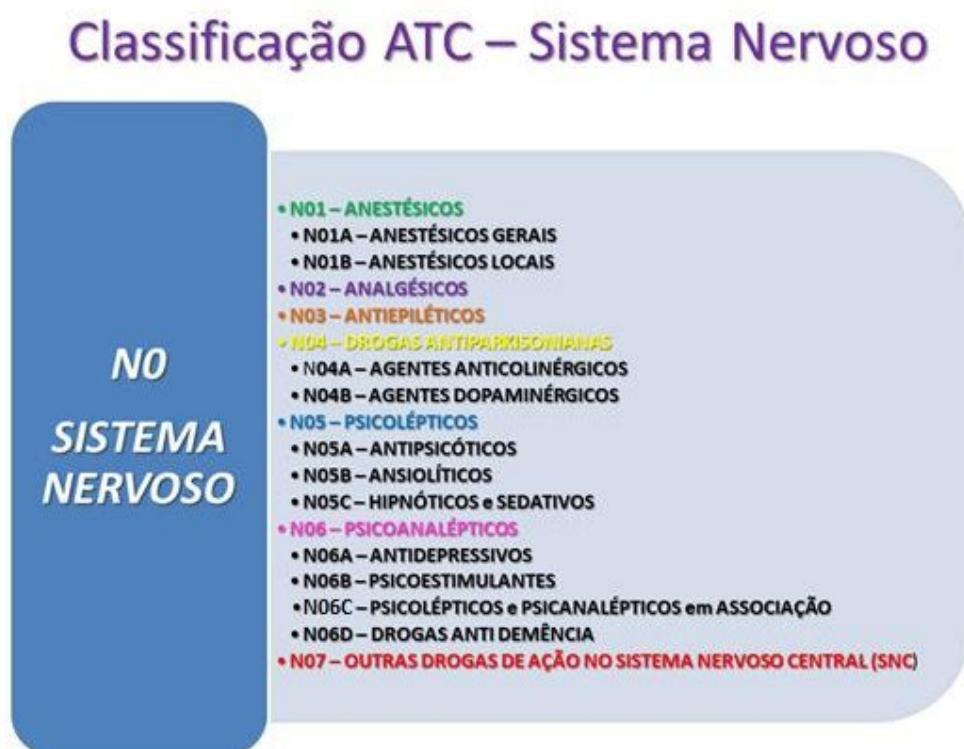 Classificação ATC – Sistema Nervoso
N0
SISTEMA
NERVOSO
• N01 – ANESTÉSICOS
• N01A – ANESTÉSICOS GERAIS
• N01B – ANESTÉSICOS LOCAIS
• N02 – ANALGÉSICOS
• N03 – ANTIEPILÉTICOS
• N04 – DROGAS ANTIPARKISONIANAS
• N04A – AGENTES ANTICOLINÉRGICOS
• N04B – AGENTES DOPAMINÉRGICOS
• N05 – PSICOLÉPTICOS
• N05A – ANTIPSICÓTICOS
• N05B – ANSIOLÍTICOS
• N05C – HIPNÓTICOS e SEDATIVOS
• N06 – PSICOANALÉPTICOS
• N06A – ANTIDEPRESSIVOS
• N06B – PSICOESTIMULANTES
• N06C – PSICOLÉPTICOS e PSICANALÉPTICOS em ASSOCIAÇÃO
• N06D – DROGAS ANTI DEMÊNCIA
• N07 – OUTRAS DROGAS DE AÇÃO NO SISTEMA NERVOSO CENTRAL (SNC)